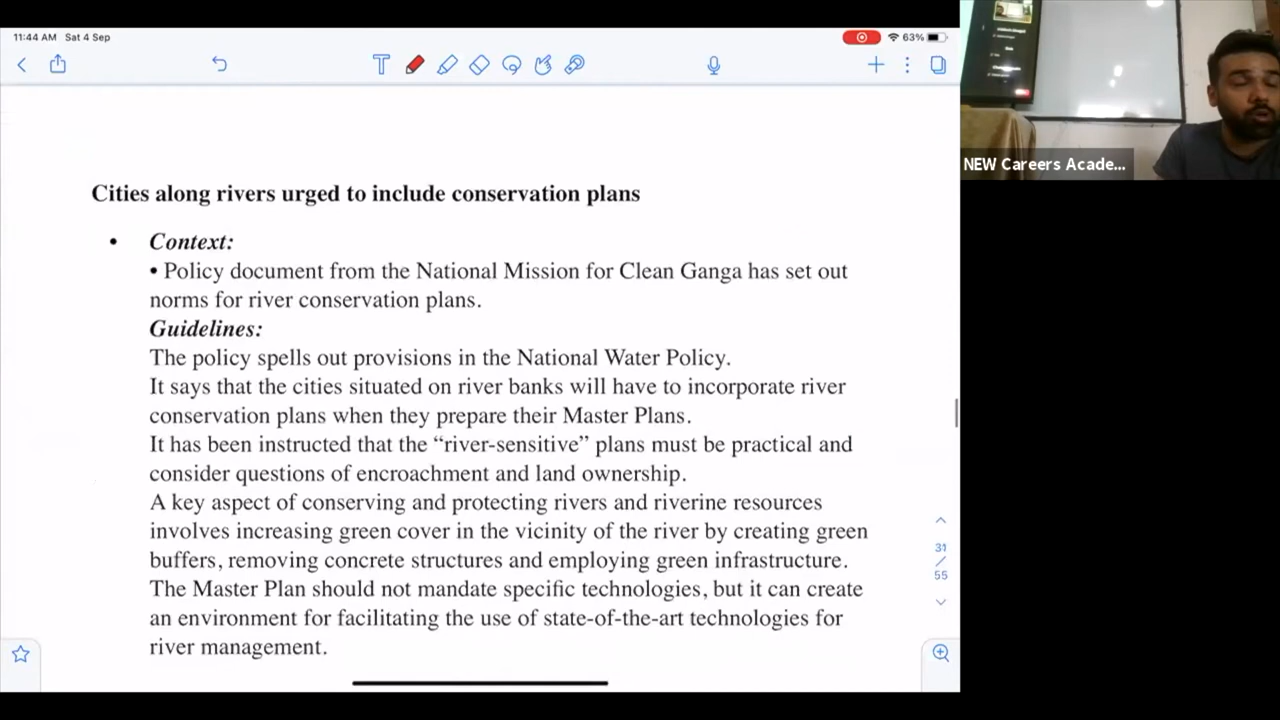 11:44 AM Sat 4 Sep
63%
T
Cities along rivers urged to include conservation plans
• Context:
• Policy document from the National Mission for Clean Ganga has set out
norms for river conservation plans.
Guidelines:
The policy spells out provisions in the National Water Policy.
It says that the cities situated on river banks will have to incorporate river
conservation plans when they prepare their Master Plans.
It has been instructed that the “river-sensitive” plans must be practical and
consider questions of encroachment and land ownership.
A key aspect of conserving and protecting rivers and riverine resources
involves increasing green cover in the vicinity of the river by creating green
buffers, removing concrete structures and employing green infrastructure.
The Master Plan should not mandate specific technologies, but it can create
an environment for facilitating the use of state-of-the-art technologies for
river management.
31
/
55
NEW Careers Acade...